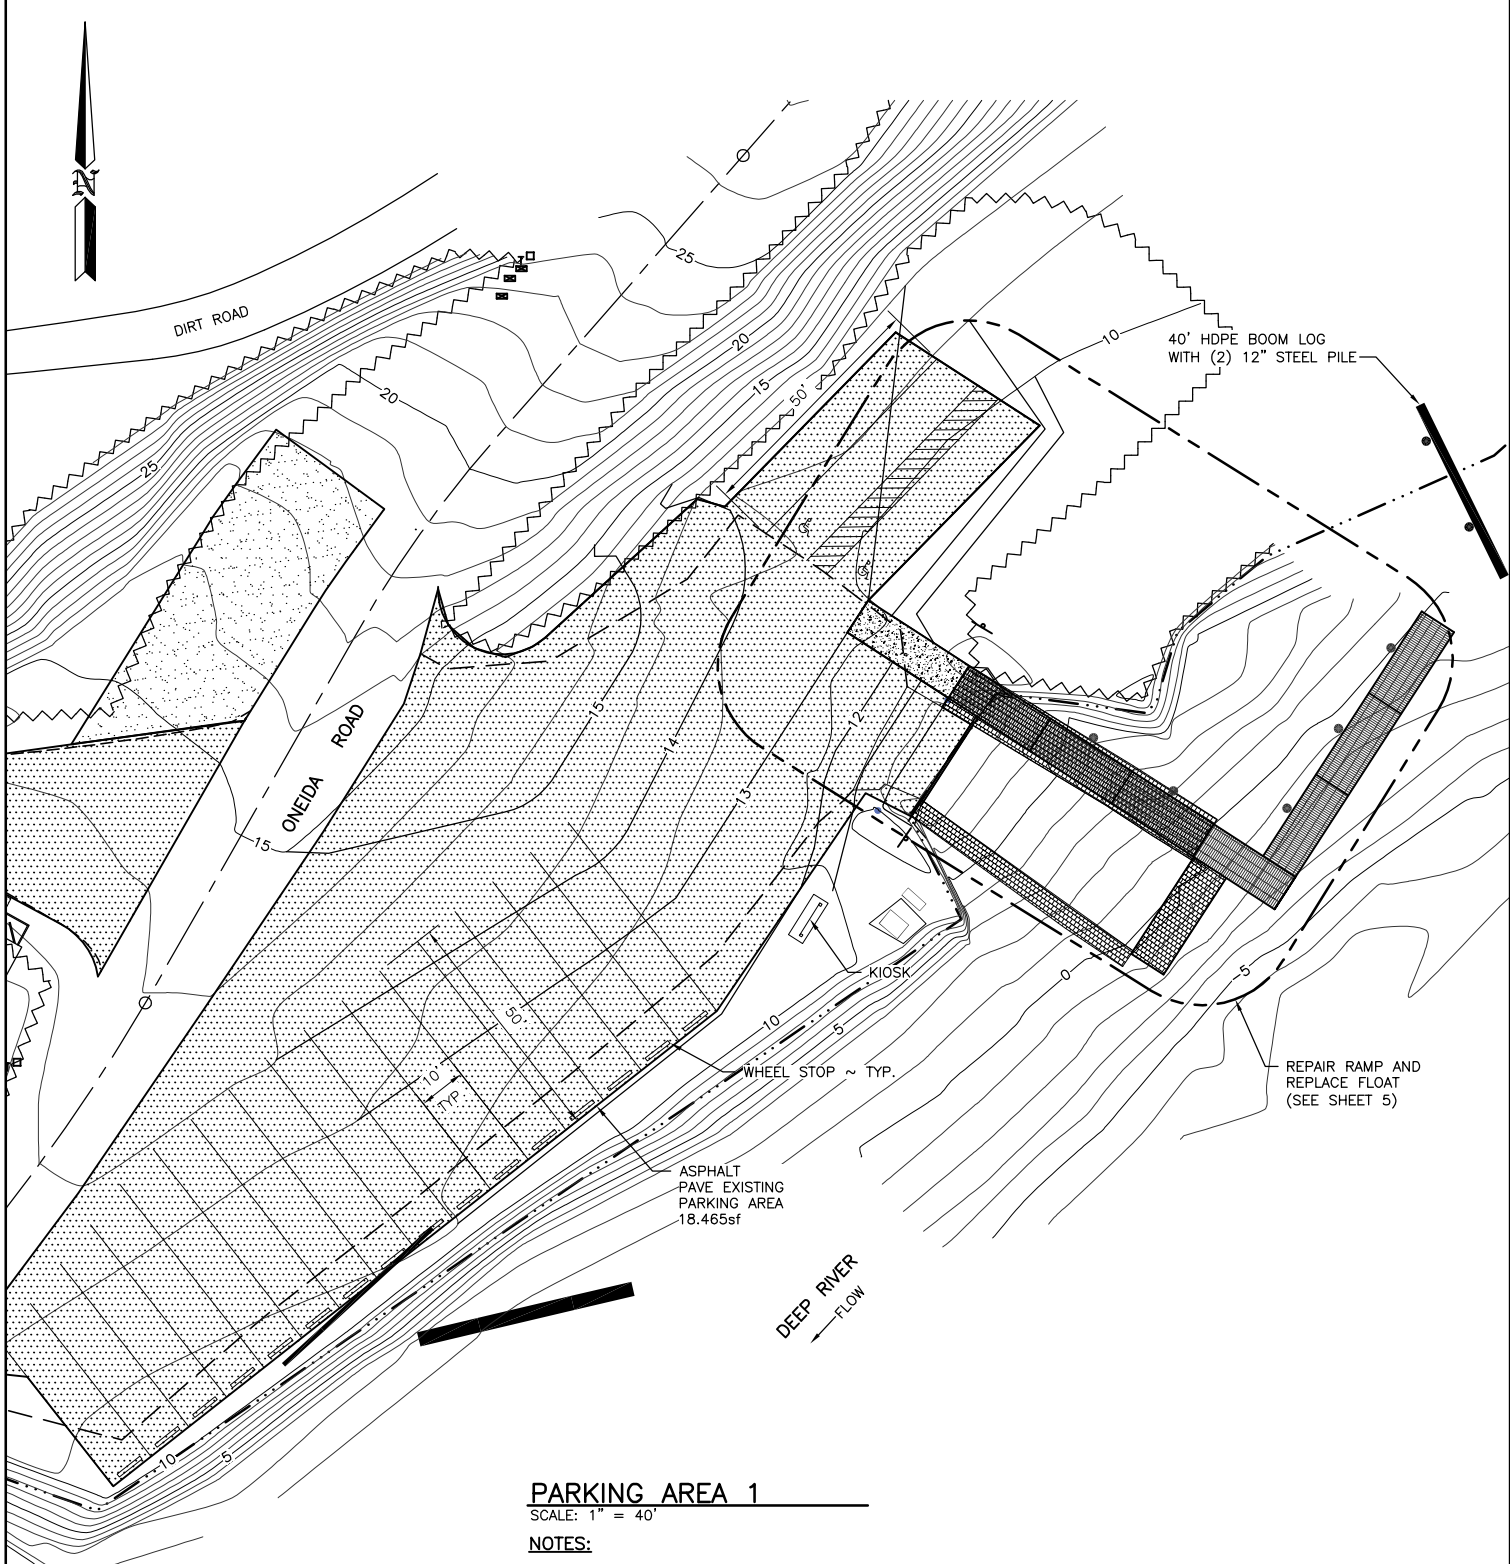 N
25
DIRT ROAD
20
40' HDPE BOOM LOG
WITH (2) 12" STEEL PILE
10
15
20
50'
25
15
14
12
13
ONEIDA ROAD
15
KIOSK
0
-5
50'
10
5
10'
TYP.
WHEEL STOP ~ TYP.
REPAIR RAMP AND
REPLACE FLOAT
(SEE SHEET 5)
ASPHALT
PAVE EXISTING
PARKING AREA
18.465sf
DEEP RIVER
FLOW
10
5
PARKING AREA 1
SCALE: 1" = 40'
NOTES: